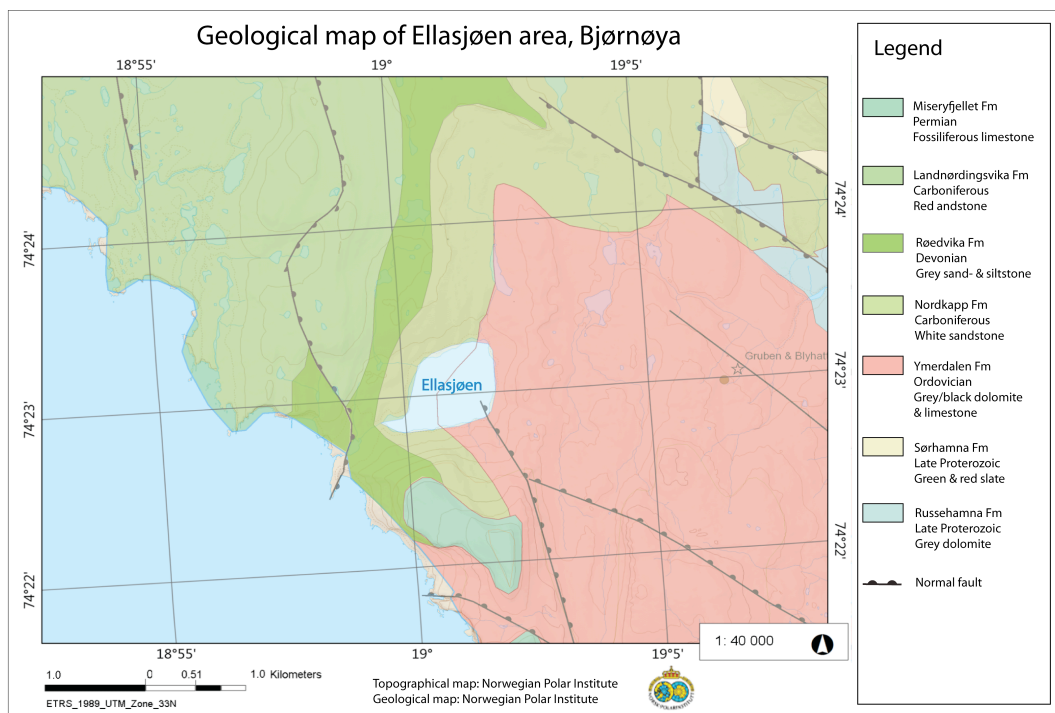 Geological map of Ellasjøen area, Bjørnøya
18°55'
19°
19°5'
74°24'
74°24'
74°23'
74°23'
74°22'
74°22'
Ellasjøen
Gruben & Blyhatt
18°55'
19°
19°5'
1: 40 000
1.0
0
0.51
1.0 Kilometers
ETRS_1989_UTM_Zone_33N
Topographical map: Norwegian Polar Institute
Geological map: Norwegian Polar Institute
Legend
Miseryfjellet Fm
Permian
Fossiliferous limestone
Landnørdingsvika Fm
Carboniferous
Red andstone
Røedvika Fm
Devonian
Grey sand- & siltstone
Nordkapp Fm
Carboniferous
White sandstone
Ymerdalen Fm
Ordovician
Grey/black dolomite
& limestone
Sørhamna Fm
Late Proterozoic
Green & red slate
Russehamna Fm
Late Proterozoic
Grey dolomite
Normal fault